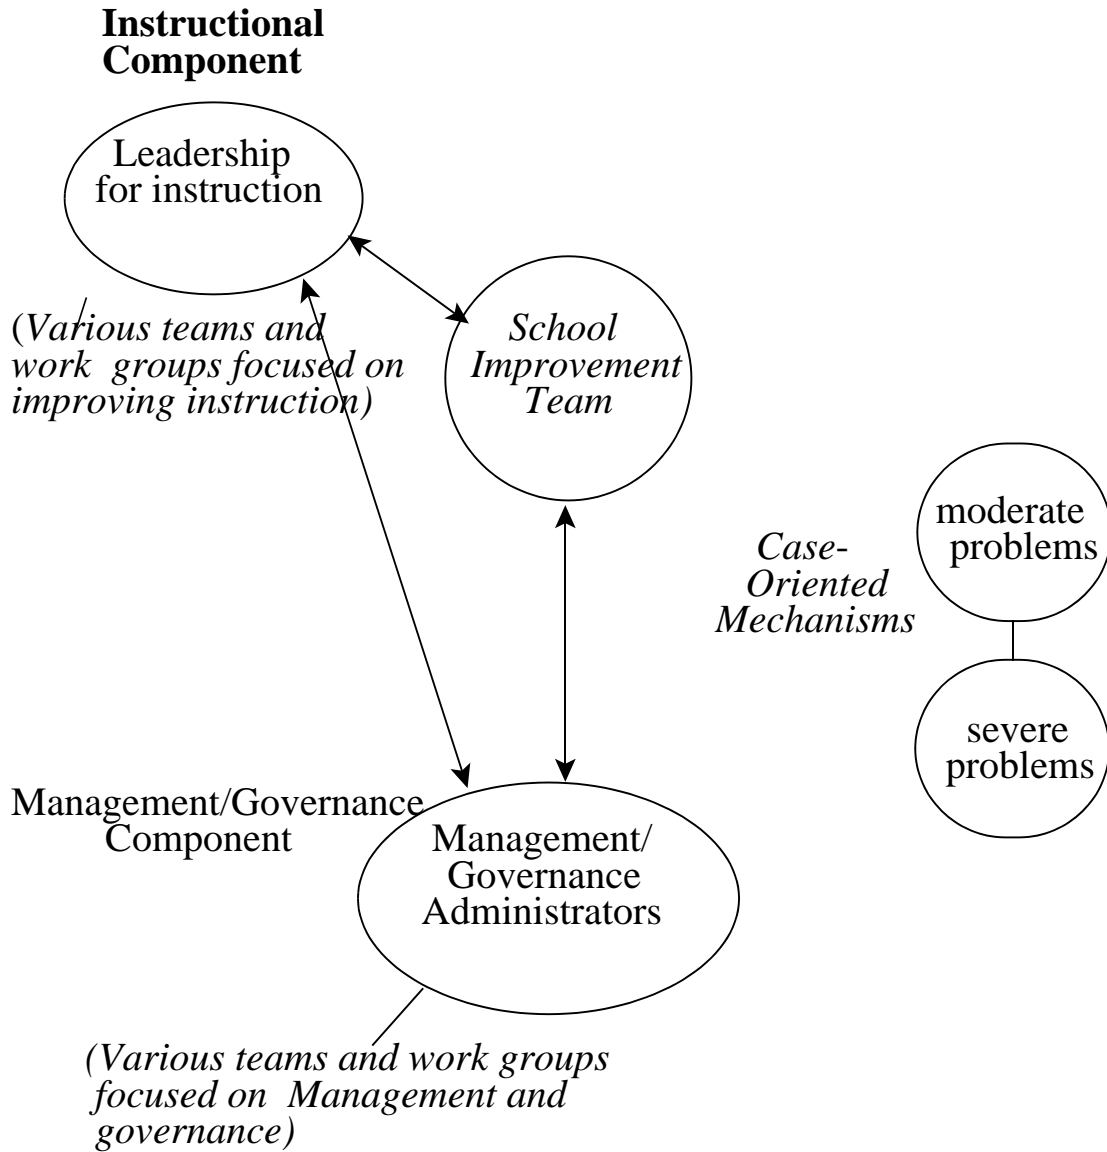 Instructional
Component
Leadership
for instruction
(Various teams and
work groups focused on
improving instruction)
School
Improvement
Team
moderate
problems
Case-
Oriented
Mechanisms
severe
problems
Management/Governance
Component
Management/
Governance
Administrators
(Various teams and work groups
focused on Management and
governance)